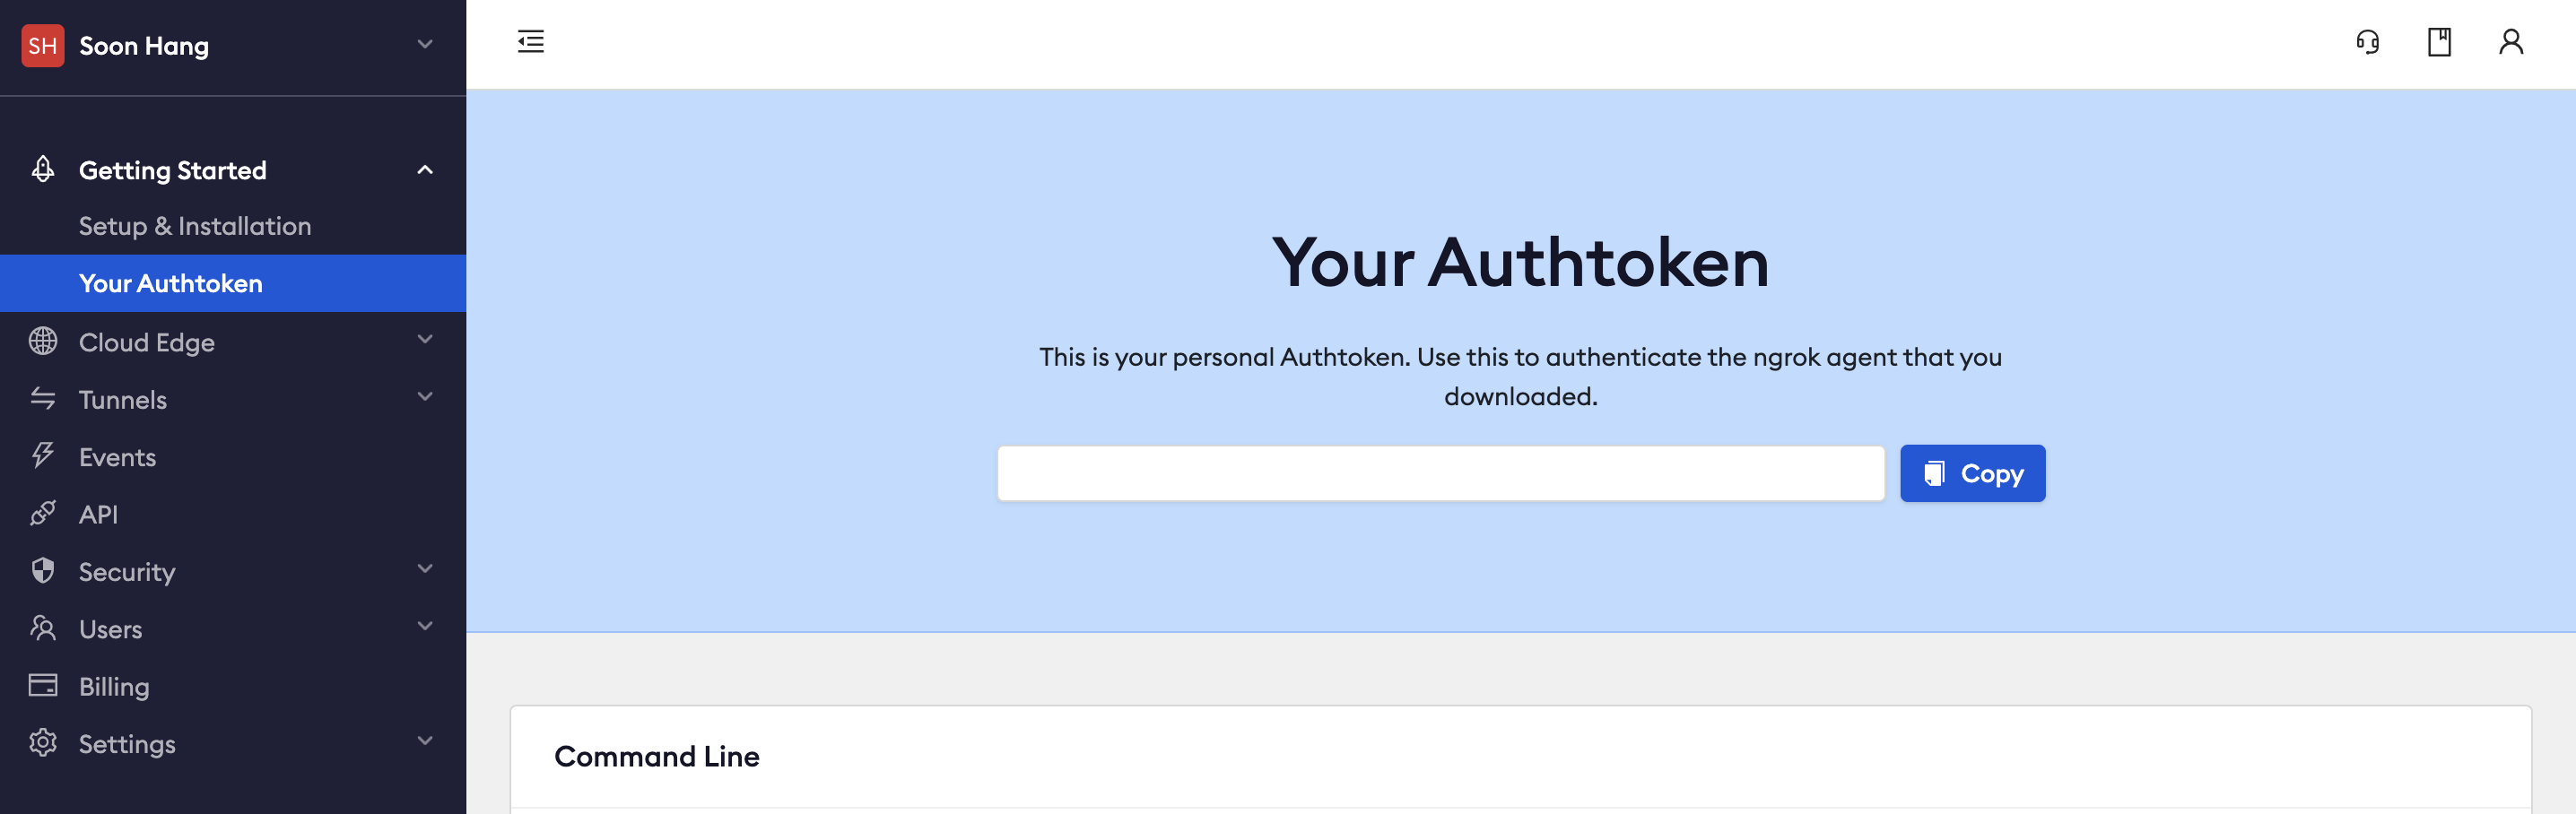 SH Soon Hang
Getting Started
Setup & Installation
Your Authtoken
Cloud Edge
Tunnels
Events
API
Security
Users
Billing
Settings
Your Authtoken
This is your personal Authtoken. Use this to authenticate the ngrok agent that you
downloaded.
Copy
Command Line